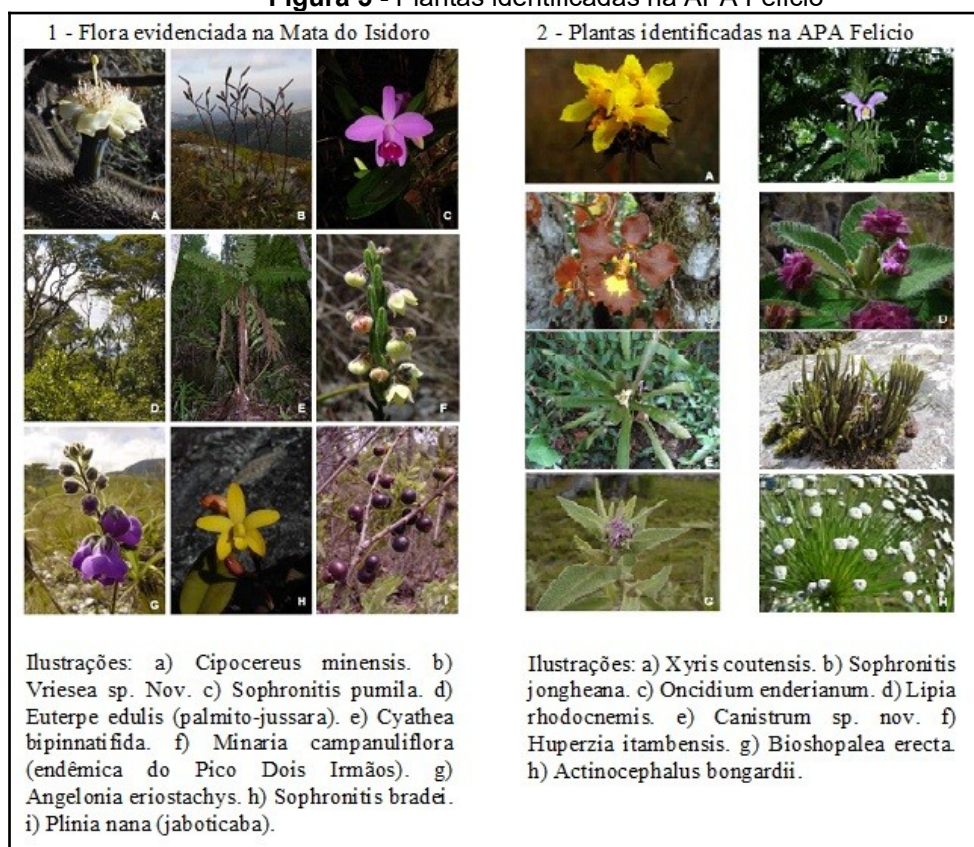 Figura 5 - Plantas identificadas na APA Felício
1 - Flora evidenciada na Mata do Isidoro
A
B
C
D
E
F
G
H
I
Ilustrações: a) Cipocereus minensis. b)
Vriesea sp. Nov. c) Sophronitis pumila. d)
Euterpe edulis (palmito-jussara). e) Cyathea
bipinnatifida. f) Minaria campanuliflora
(endêmica do Pico Dois Irmãos). g)
Angelonia eriostachys. h) Sophronitis bradei.
i) Plinia nana (jaboticaba).
2 - Plantas identificadas na APA Felício
A
B
D
E
G
H
Ilustrações: a) Xyris coutensis. b) Sophronitis
jongheana. c) Oncidium enderianum. d) Lípia
rhodocnemis. e) Canistrum sp. nov. f)
Huperzia itambensis. g) Bioshopalea erecta.
h) Actinocephalus bongardii.